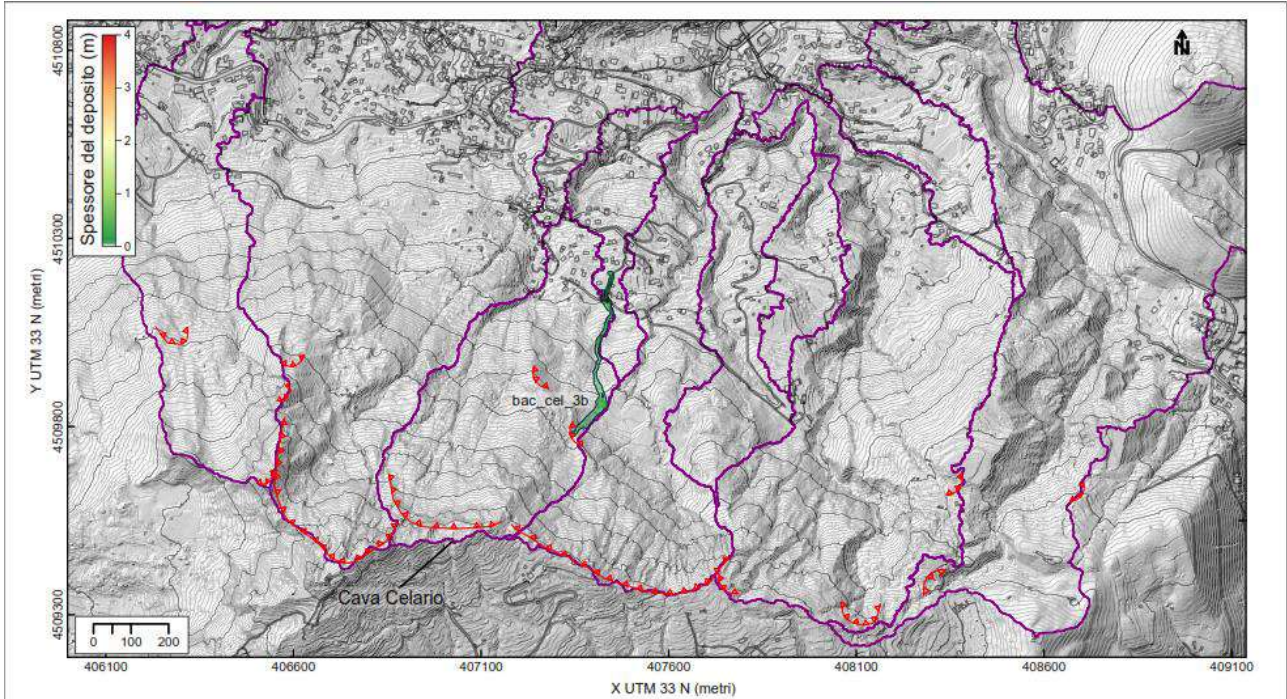 Spessore del deposito (m)
4
3
2
1
0
N
Y UTM 33 N (metri)
4510800
4510300
4509800
4509300
bac_cel_3b
Cava Celario
0 100 200
406100 406600 407100 407600 408100 408600 409100
X UTM 33 N (metri)